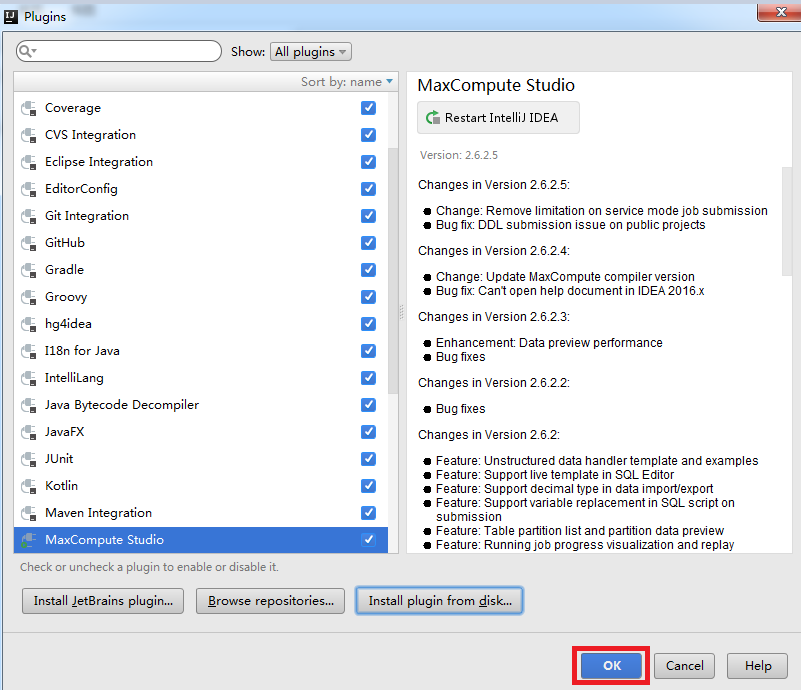 Plugins
Show: All plugins
Sort by: name
Coverage
CVS Integration
Eclipse Integration
EditorConfig
Git Integration
GitHub
Gradle
Groovy
hg4idea
I18n for Java
IntelliLang
Java Bytecode Decompiler
JavaFX
JUnit
Kotlin
Maven Integration
MaxCompute Studio
Check or uncheck a plugin to enable or disable it.
Install JetBrains plugin...
Browse repositories...
Install plugin from disk...
MaxCompute Studio
Restart IntelliJ IDEA
Version: 2.6.2.5
Changes in Version 2.6.2.5:
Change: Remove limitation on service mode job submission
Bug fix: DDL submission issue on public projects
Changes in Version 2.6.2.4:
Change: Update MaxCompute compiler version
Bug fix: Can't open help document in IDEA 2016.x
Changes in Version 2.6.2.3:
Enhancement: Data preview performance
Bug fixes
Changes in Version 2.6.2.2:
Bug fixes
Changes in Version 2.6.2:
Feature: Unstructured data handler template and examples
Feature: Support live template in SQL Editor
Feature: Support decimal type in data import/export
Feature: Support variable replacement in SQL script on
submission
Feature: Table partition list and partition data preview
Feature: Running job progress visualization and replay
OK
Cancel
Help